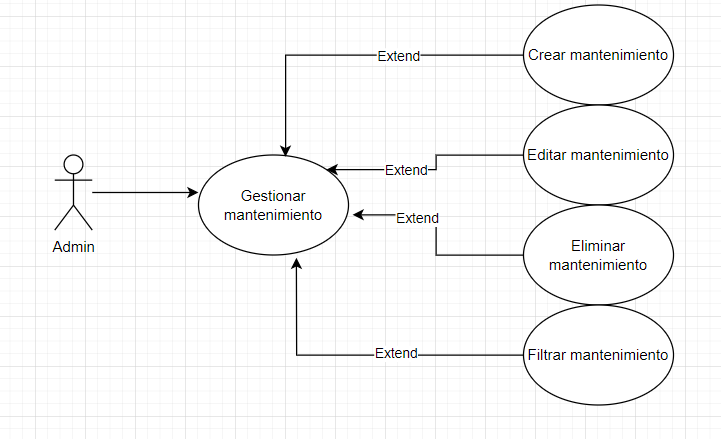 Extend
Crear mantenimiento
Extend
Editar mantenimiento
Gestionar
mantenimiento
Extend
Eliminar
mantenimiento
Admin
Extend
Filtrar mantenimiento